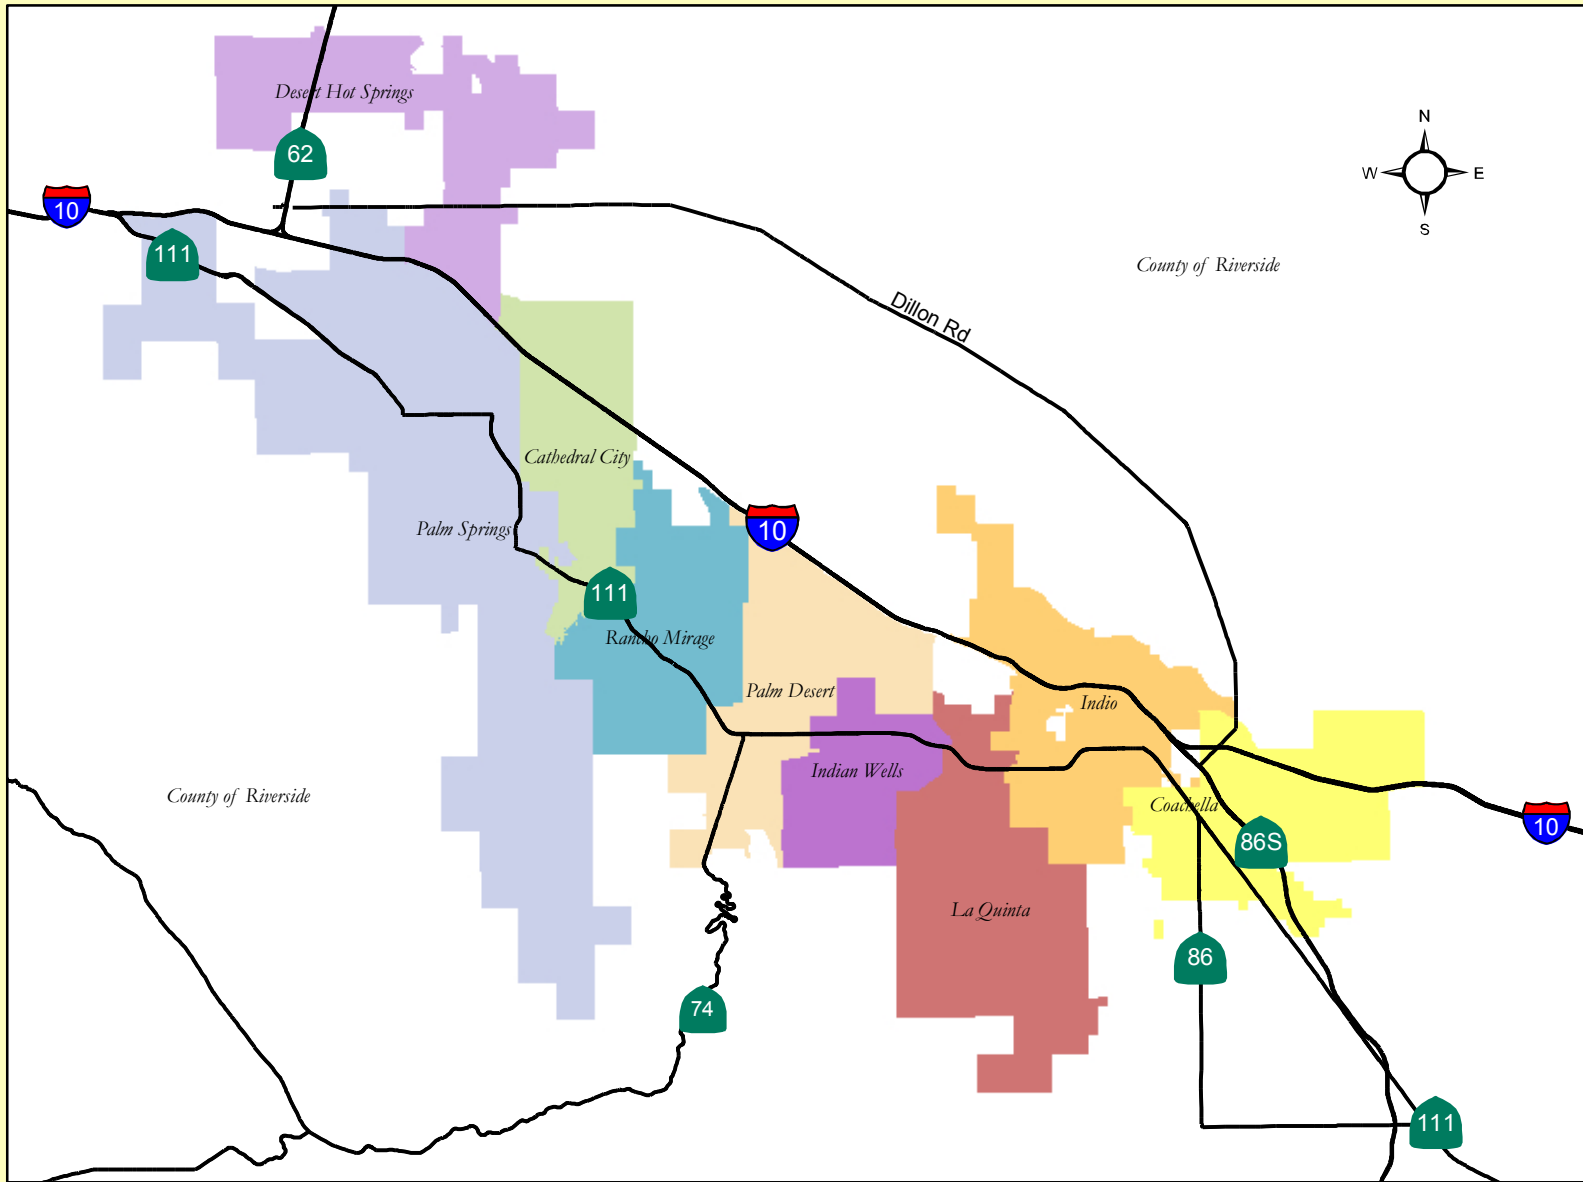 Desert Hot Springs
62
N
W
E
S
10
111
County of Riverside
Dillon Rd
Cathedral City
Palm Springs
10
111
Rancho Mirage
Palm Desert
Indio
Indian Wells
County of Riverside
Coachella
10
86S
La Quinta
86
74
111